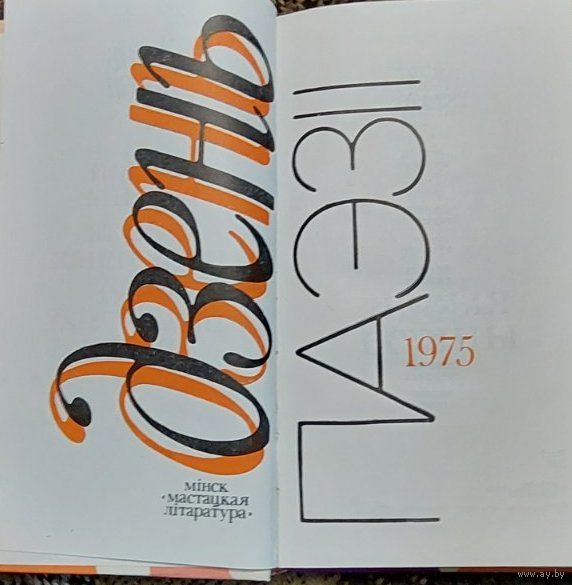 дзень
ПАЭЗІІ
1975
мінск
«мастацкая
літаратура»
www.ay.by